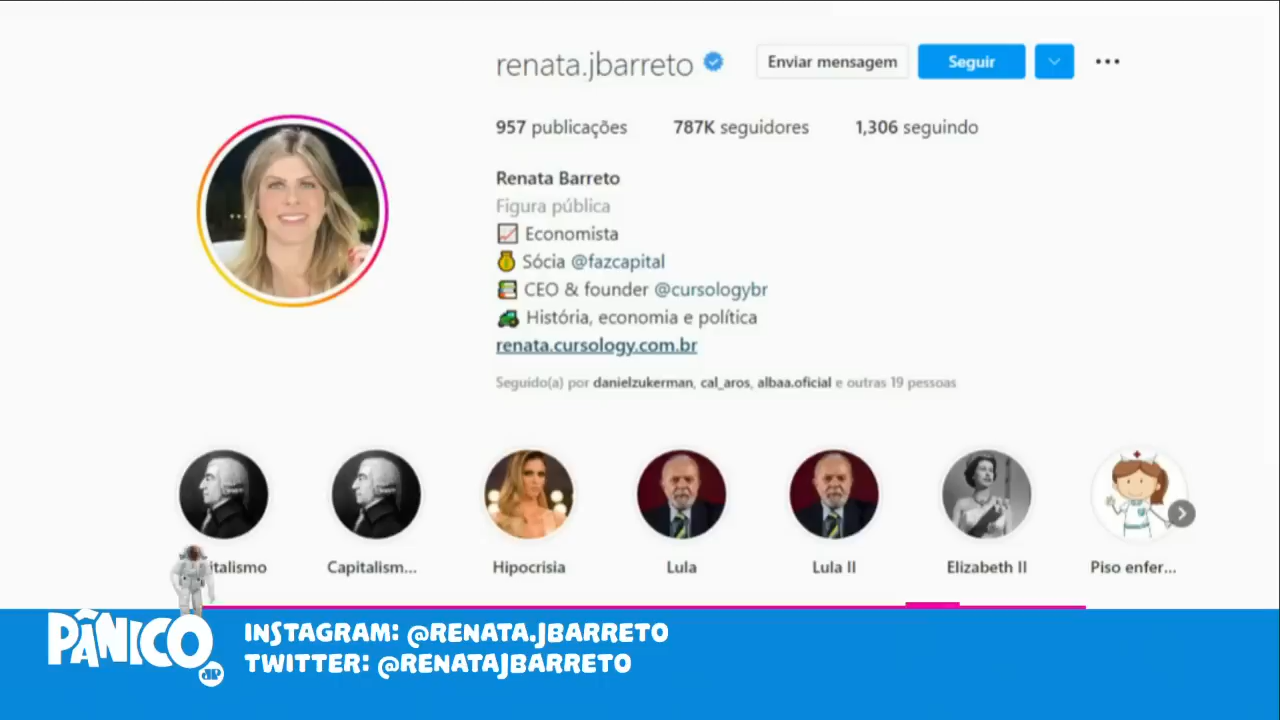 renata.jbarreto
Enviar mensagem
Seguir
957 publicações
787K seguidores
1,306 seguindo
Renata Barreto
Figura pública
Economista
Sócia @fazcapital
CEO & founder @cursologybr
História, economia e política
renata.cursology.com.br
Seguido(a) por danielzukerman, cal_aros, albaa.oficial e outras 19 pessoas
italismo
Capitalism...
Hipocrisia
Lula
Lula II
Elizabeth II
Piso enfer...
PÂNICO
JP
INSTAGRAM: @RENATA.JBARRETO
TWITTER: @RENATAJBARRETO